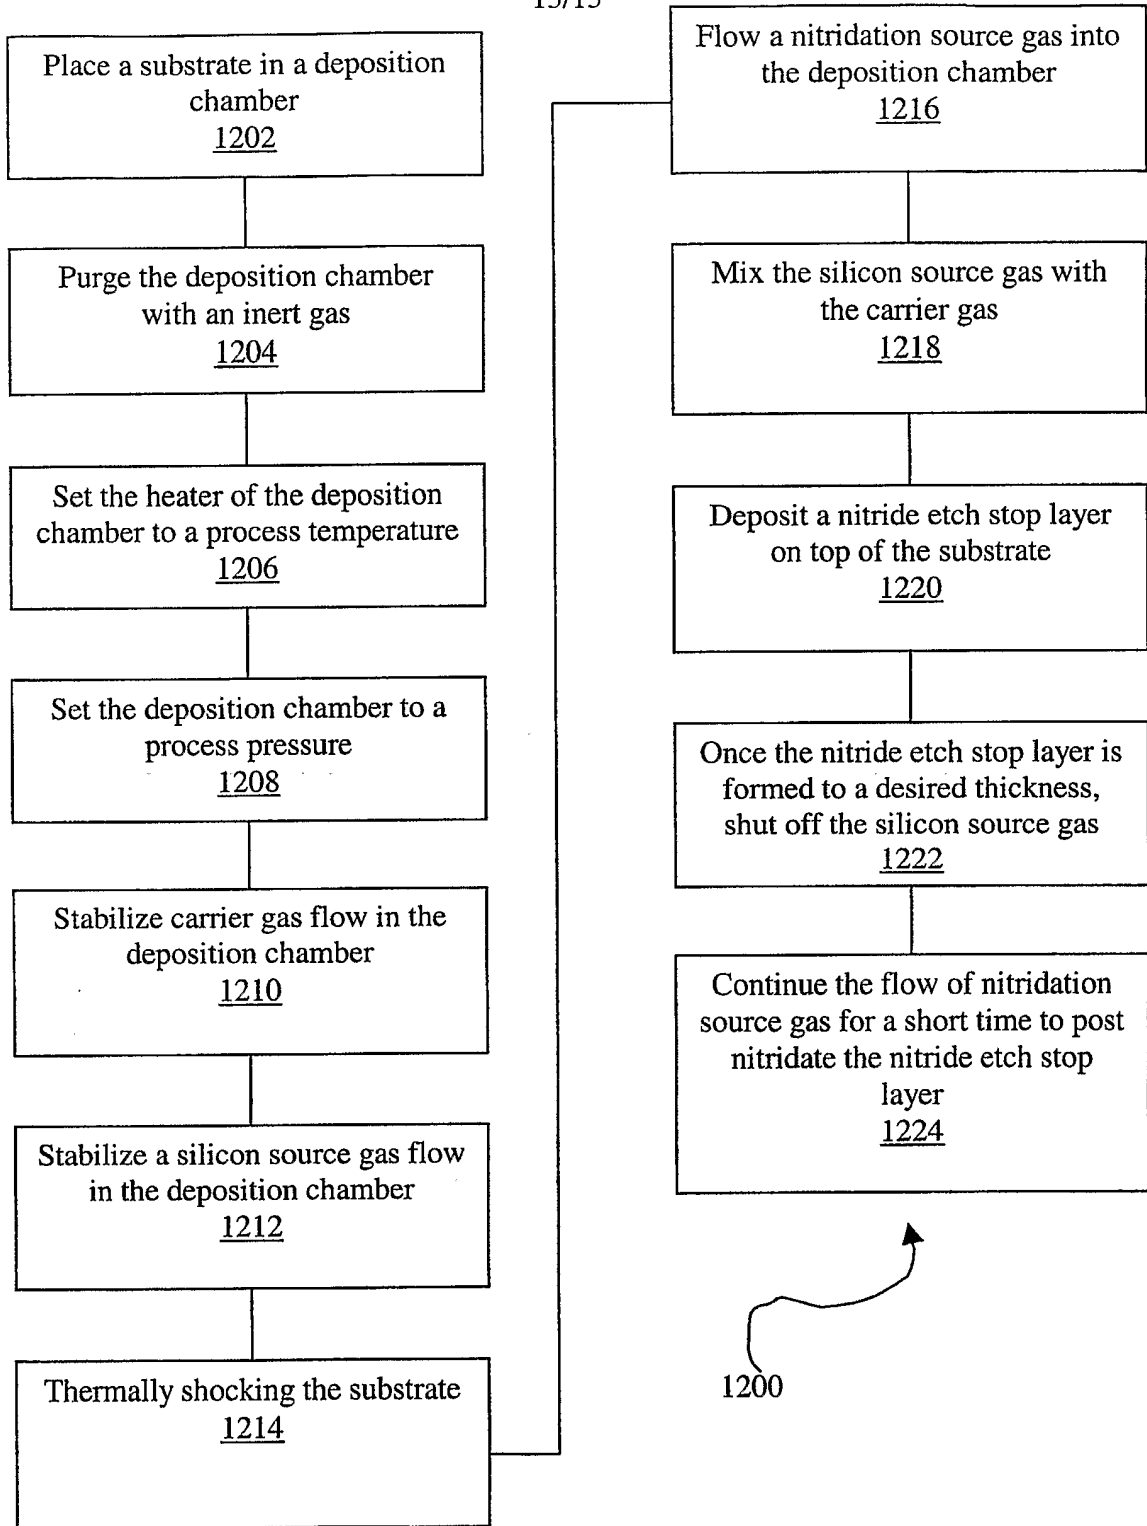 15/15
Place a substrate in a deposition
chamber
1202
Purge the deposition chamber
with an inert gas
1204
Set the heater of the deposition
chamber to a process temperature
1206
Set the deposition chamber to a
process pressure
1208
Stabilize carrier gas flow in the
deposition chamber
1210
Stabilize a silicon source gas flow
in the deposition chamber
1212
Thermally shocking the substrate
1214
Flow a nitridation source gas into
the deposition chamber
1216
Mix the silicon source gas with
the carrier gas
1218
Deposit a nitride etch stop layer
on top of the substrate
1220
Once the nitride etch stop layer is
formed to a desired thickness,
shut off the silicon source gas
1222
Continue the flow of nitridation
source gas for a short time to post
nitridate the nitride etch stop
layer
1224
1200